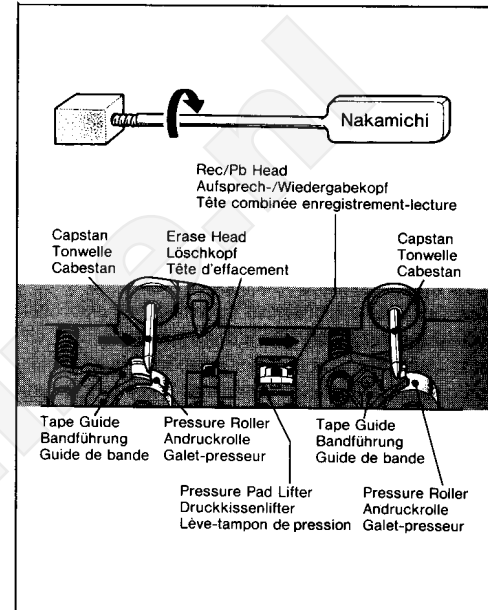 Nakamichi
Rec/Pb Head
Aufsprech-/Wiedergabekopf
Tête combinée enregistrement-lecture
Capstan
Tonwelle
Cabestan
Erase Head
Löschkopf
Tête d'effacement
Capstan
Tonwelle
Cabestan
Tape Guide
Bandführung
Guide de bande
Pressure Roller
Andruckrolle
Galet-presseur
Tape Guide
Bandführung
Guide de bande
Pressure Pad Lifter
Druckkissenlifter
Lève-tampon de pression
Pressure Roller
Andruckrolle
Galet-presseur